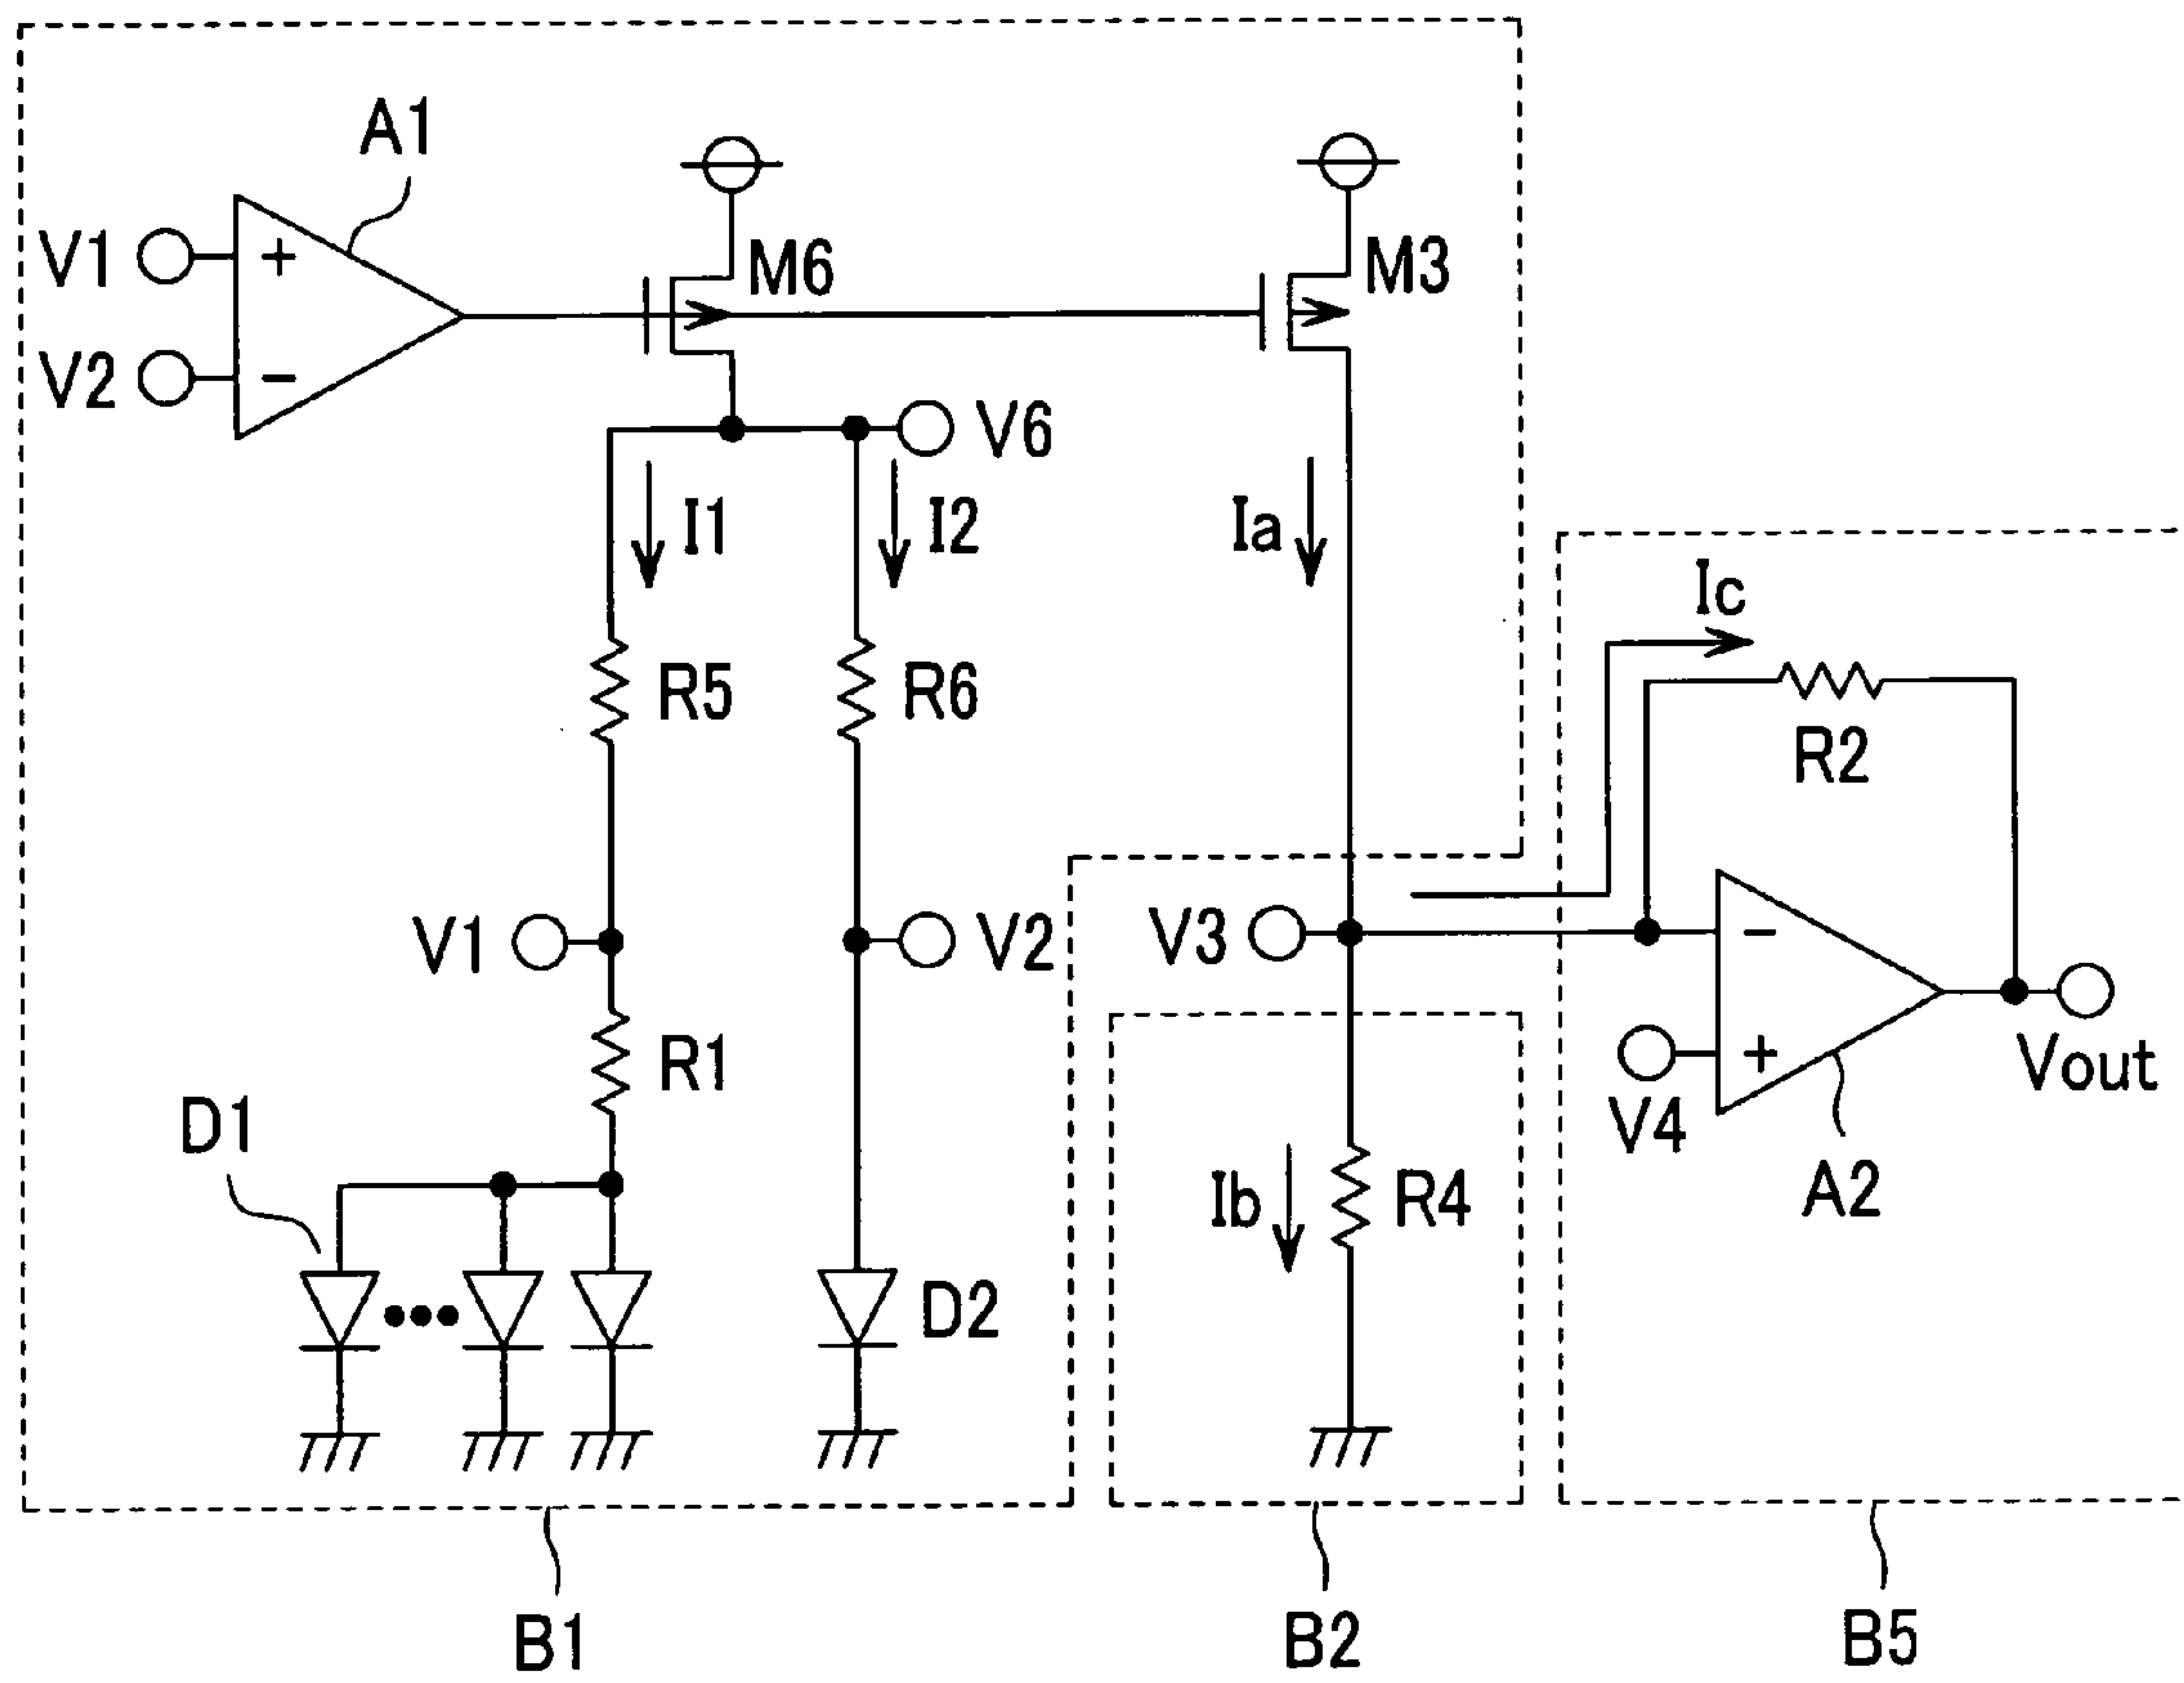 A1
V1
+
M6
M3
V2
−
V6
I1
I2
Ia
Ic
R5
R6
R2
V1
V2
V3
−
R1
V4
+
Vout
D1
A2
Ib
R4
D2
B1
B2
B5